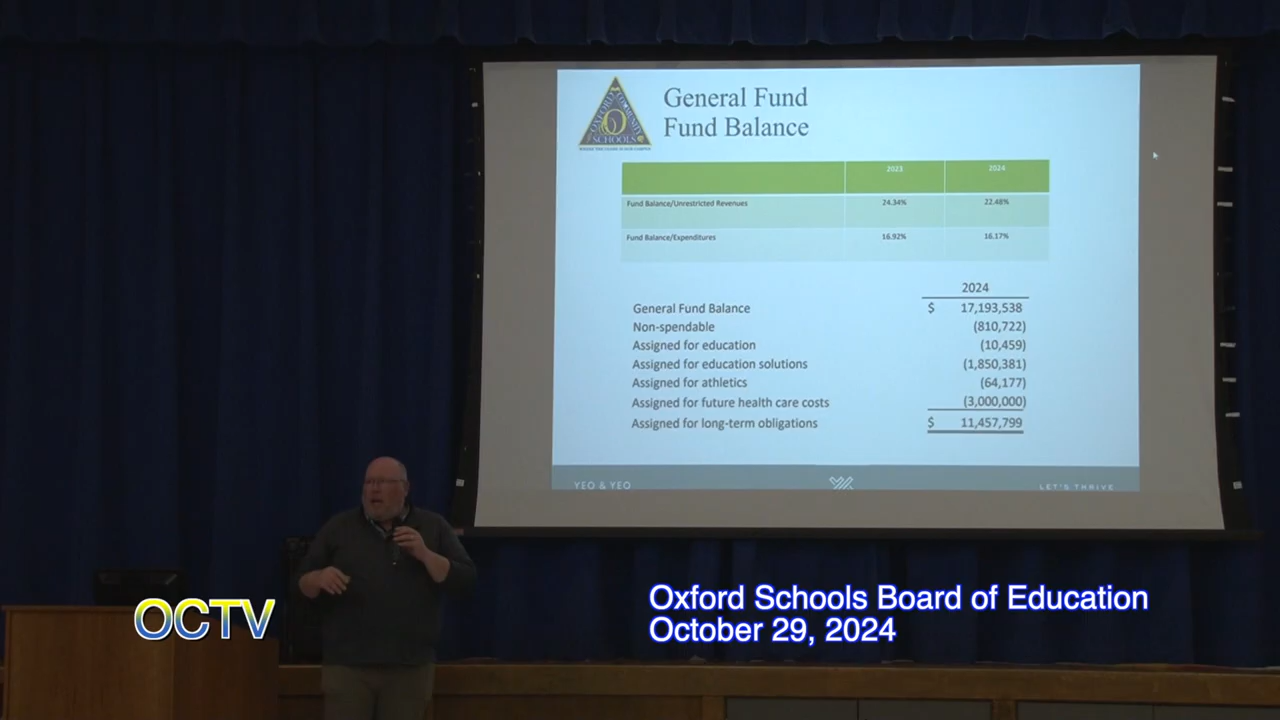 General Fund
Fund Balance
OXFORD COMMUNITY SCHOOLS
2023 2024
Fund Balance/Unrestricted Revenues 24.34% 22.48%
Fund Balance/Expenditures 16.92% 16.17%
2024
General Fund Balance $ 17,193,538
Non-spendable (810,722)
Assigned for education (10,459)
Assigned for education solutions (1,850,381)
Assigned for athletics (64,177)
Assigned for future health care costs (3,000,000)
Assigned for long-term obligations $ 11,457,799
YEO & YEO LET'S THRIVE
OCTV
Oxford Schools Board of Education
October 29, 2024